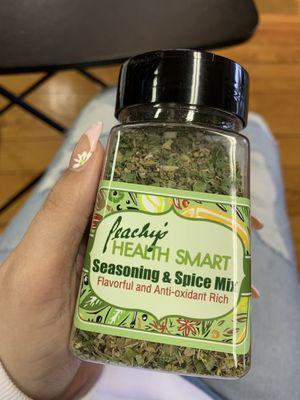 Peachy's
HEALTH SMART
Seasoning & Spice Mix
Flavorful and Anti-oxidant Rich